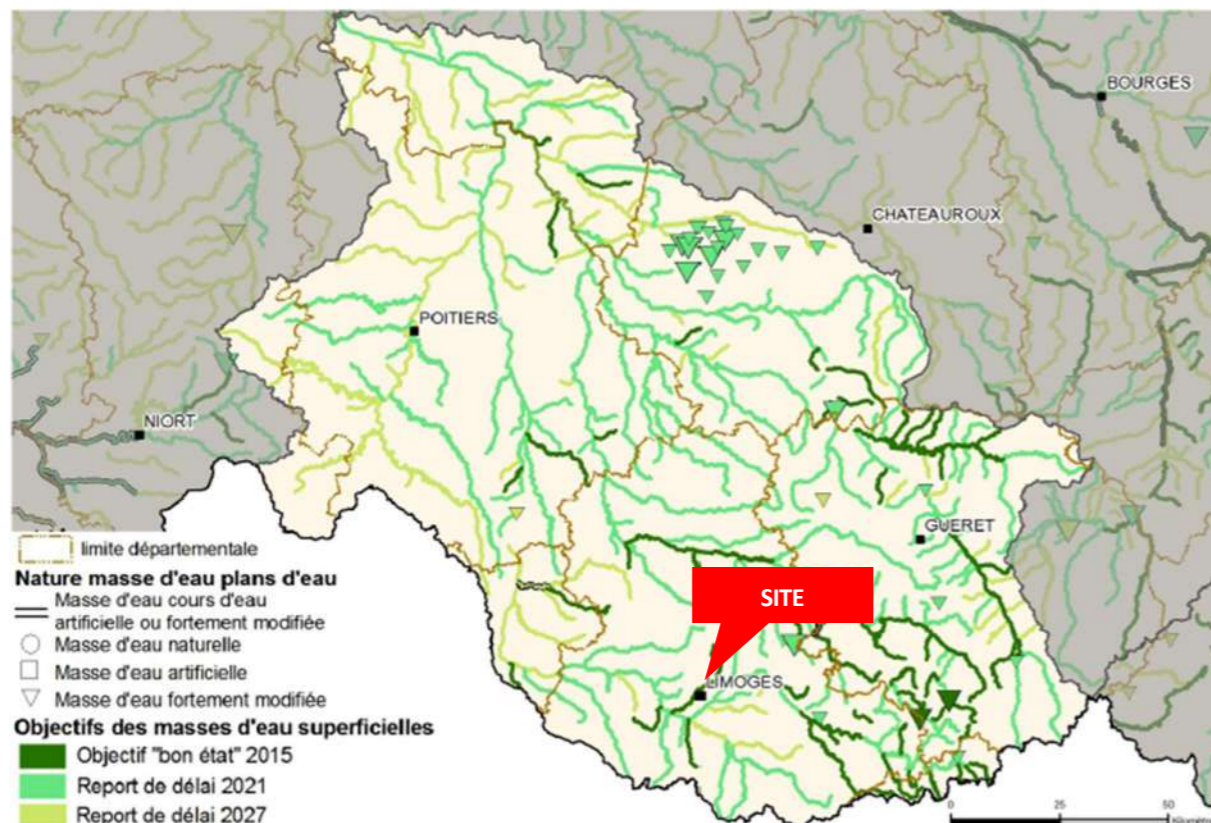 BOURGES
CHATEAUROUX
POITIERS
NIORT
GUERET
SITE
LIMOGES
limite départementale
Nature masse d'eau plans d'eau
Masse d'eau cours d'eau
artificielle ou fortement modifiée
Masse d'eau naturelle
Masse d'eau artificielle
Masse d'eau fortement modifiée
Objectifs des masses d'eau superficielles
Objectif "bon état" 2015
Report de délai 2021
Report de délai 2027
0 25 50